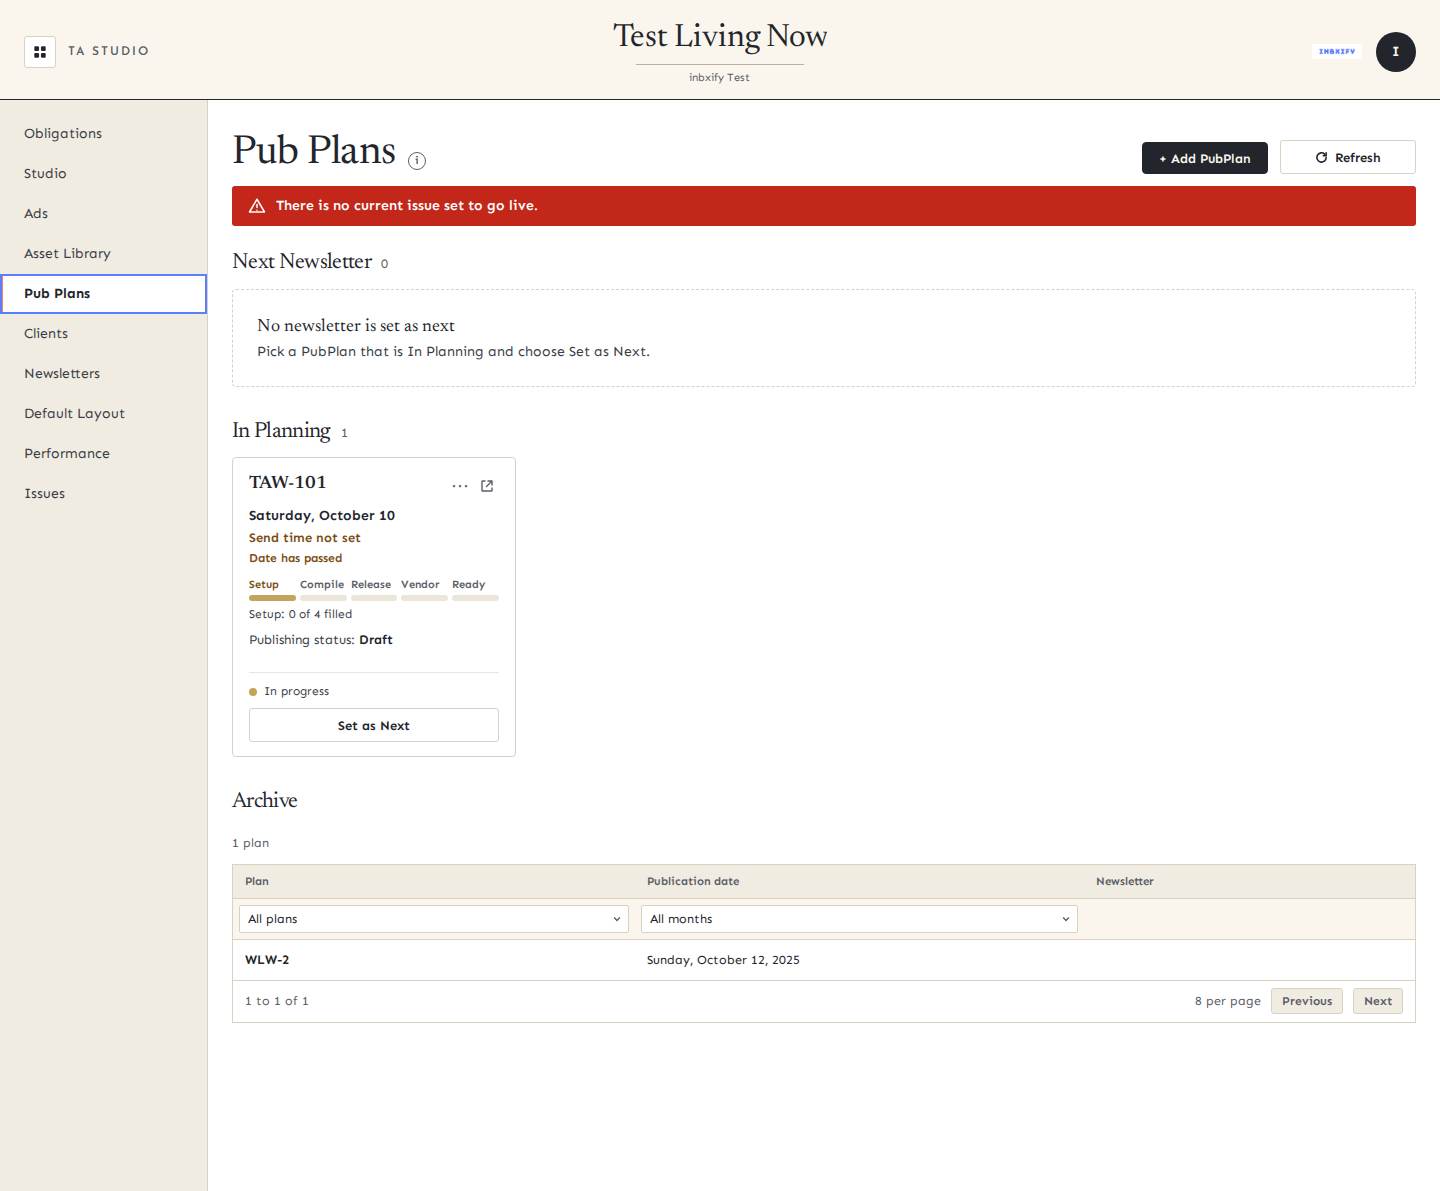 TA STUDIO
Test Living Now
inbxify Test
INBXIFY
I
Obligations
Studio
Ads
Asset Library
Pub Plans
Clients
Newsletters
Default Layout
Performance
Issues
Pub Plans
i
+ Add PubPlan
Refresh
There is no current issue set to go live.
Next Newsletter 0
No newsletter is set as next
Pick a PubPlan that is In Planning and choose Set as Next.
In Planning 1
TAW-101
Saturday, October 10
Send time not set
Date has passed
Setup Compile Release Vendor Ready
Setup: 0 of 4 filled
Publishing status: Draft
In progress
Set as Next
Archive
1 plan
Plan Publication date Newsletter
All plans All months
WLW-2 Sunday, October 12, 2025
1 to 1 of 1 8 per page Previous Next